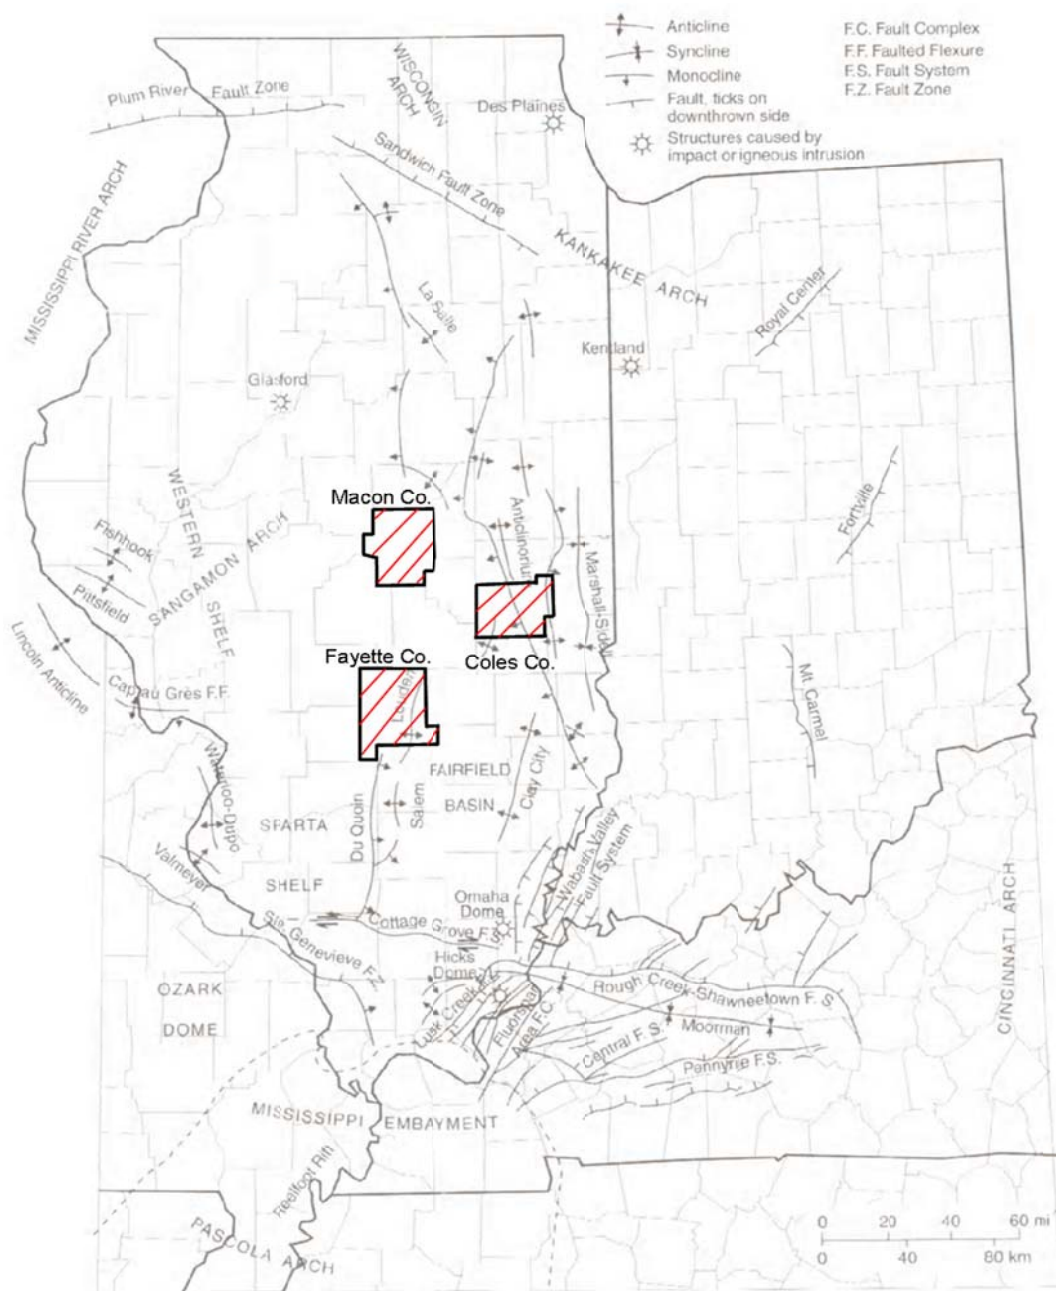 Anticline
Syncline
Monocline
Fault, ticks on
downthrown side
Structures caused by
impact or igneous intrusion
F.C. Fault Complex
F.F. Faulted Flexure
F.S. Fault System
F.Z. Fault Zone
WISCONSIN
ARCH
Plum River Fault Zone
Des Plaines
Sandwich Fault Zone
MISSISSIPPI RIVER ARCH
KANKAKEE ARCH
La Salle
Royal Center
Kentland
Glasford
Macon Co.
WESTERN
SHELF
Anticlinorium
Fortville
Fishhook
SANGAMON ARCH
Pittsfield
Marshall-Sidell
Lincoln Anticline
Fayette Co.
Coles Co.
Cap au Grès F.F.
Louden
Mt. Carmel
Waterloo-Dupo
FAIRFIELD
BASIN
Clay City
Du Quoin
Salem
SPARTA
SHELF
Valmeyer
Wabash Valley
Fault System
Omaha
Dome
Cottage Grove F.S.
Ste. Genevieve F.Z.
Hicks
Dome
CINCINNATI ARCH
OZARK
DOME
Lusk Creek F.Z.
Fluorspar
Area F.C.
Rough Creek-Shawneetown F.S.
Moorman
Central F.S.
Pennyrile F.S.
MISSISSIPPI EMBAYMENT
Reelfoot Rift
PASCOLA ARCH
0 20 40 60 mi
0 40 80 km